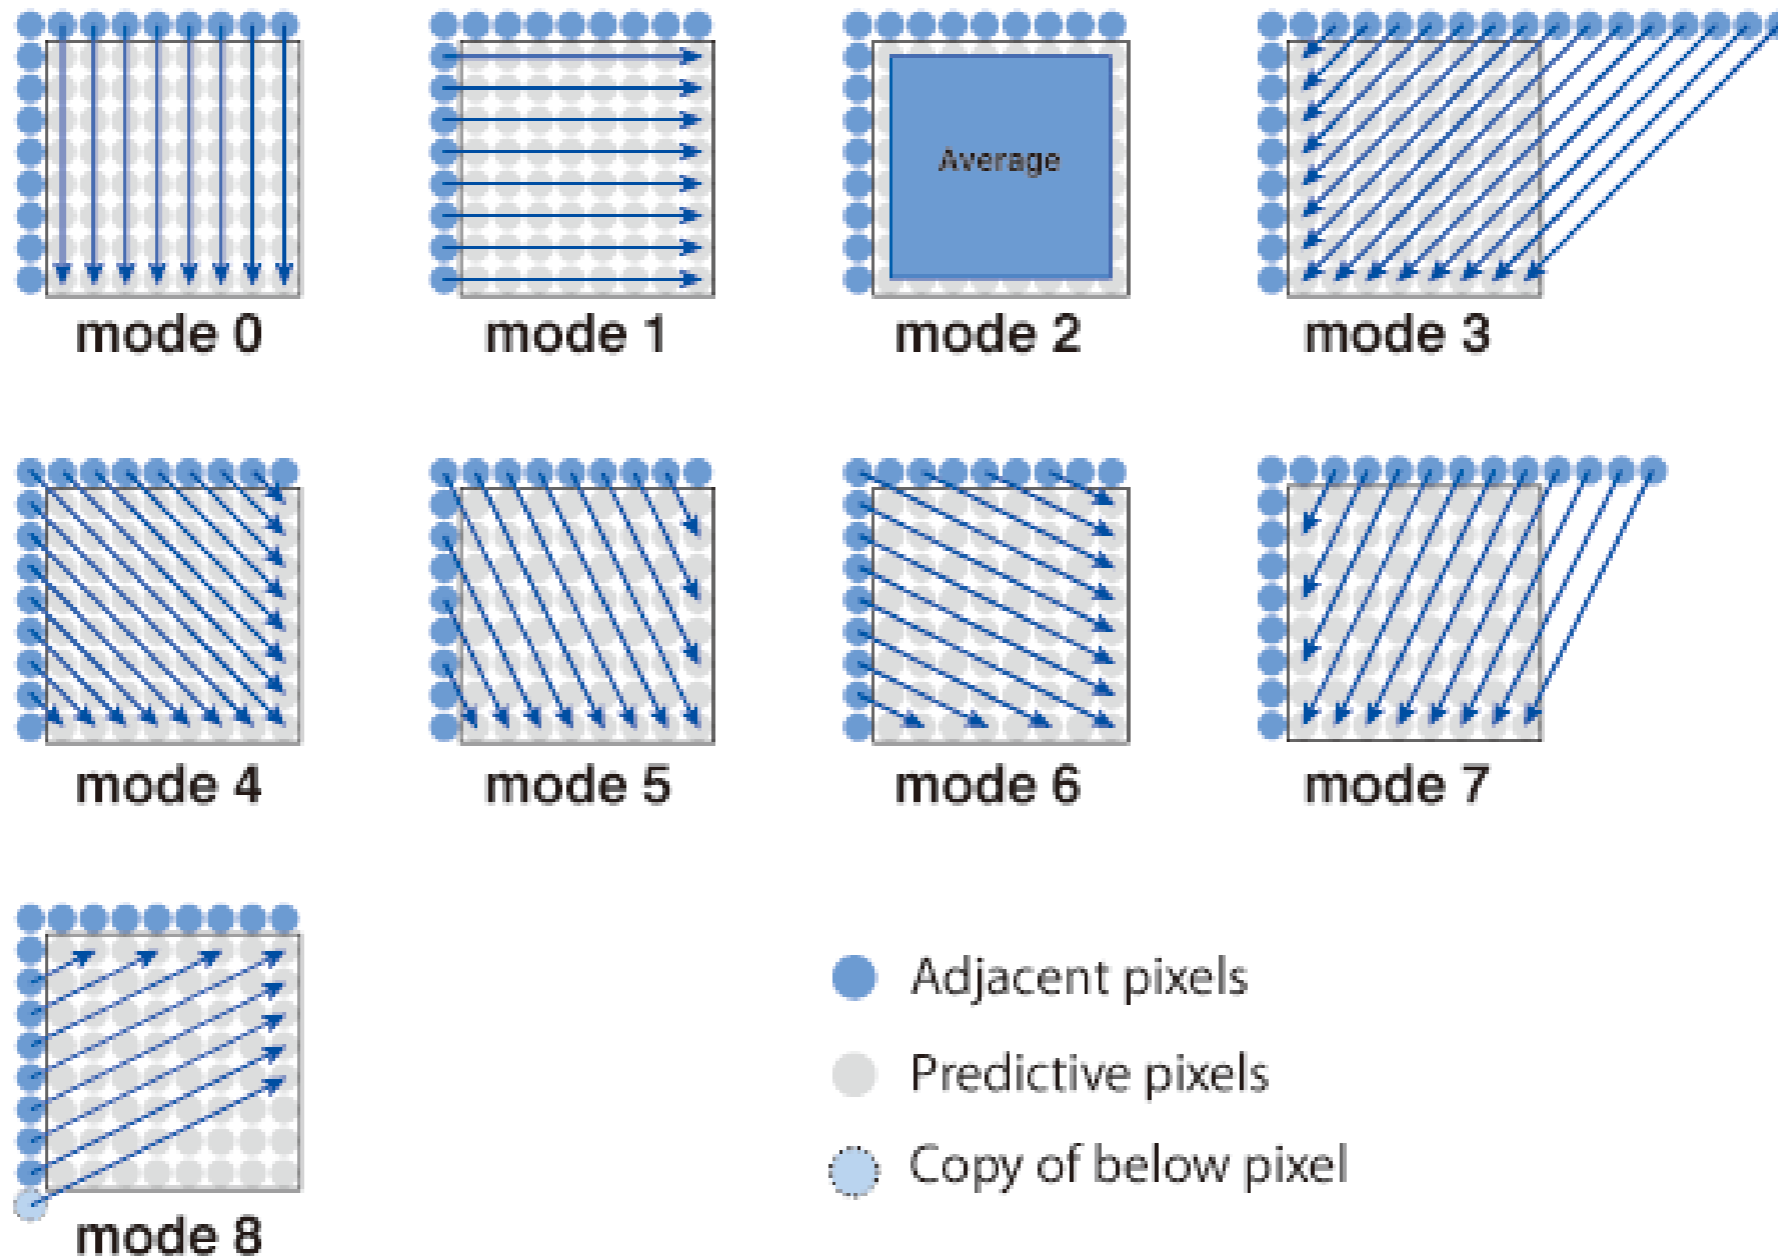 Average
mode 0
mode 1
mode 2
mode 3
mode 4
mode 5
mode 6
mode 7
Adjacent pixels
Predictive pixels
Copy of below pixel
mode 8